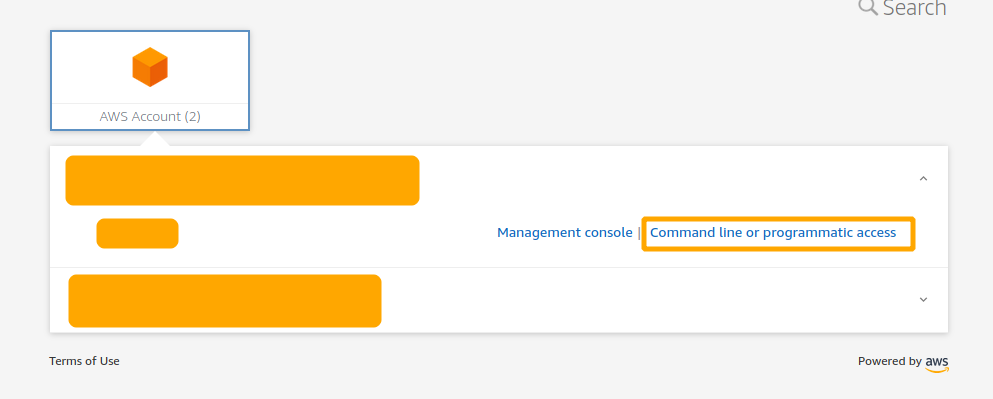 Search
AWS Account (2)
Management console | Command line or programmatic access
Terms of Use
Powered by aws